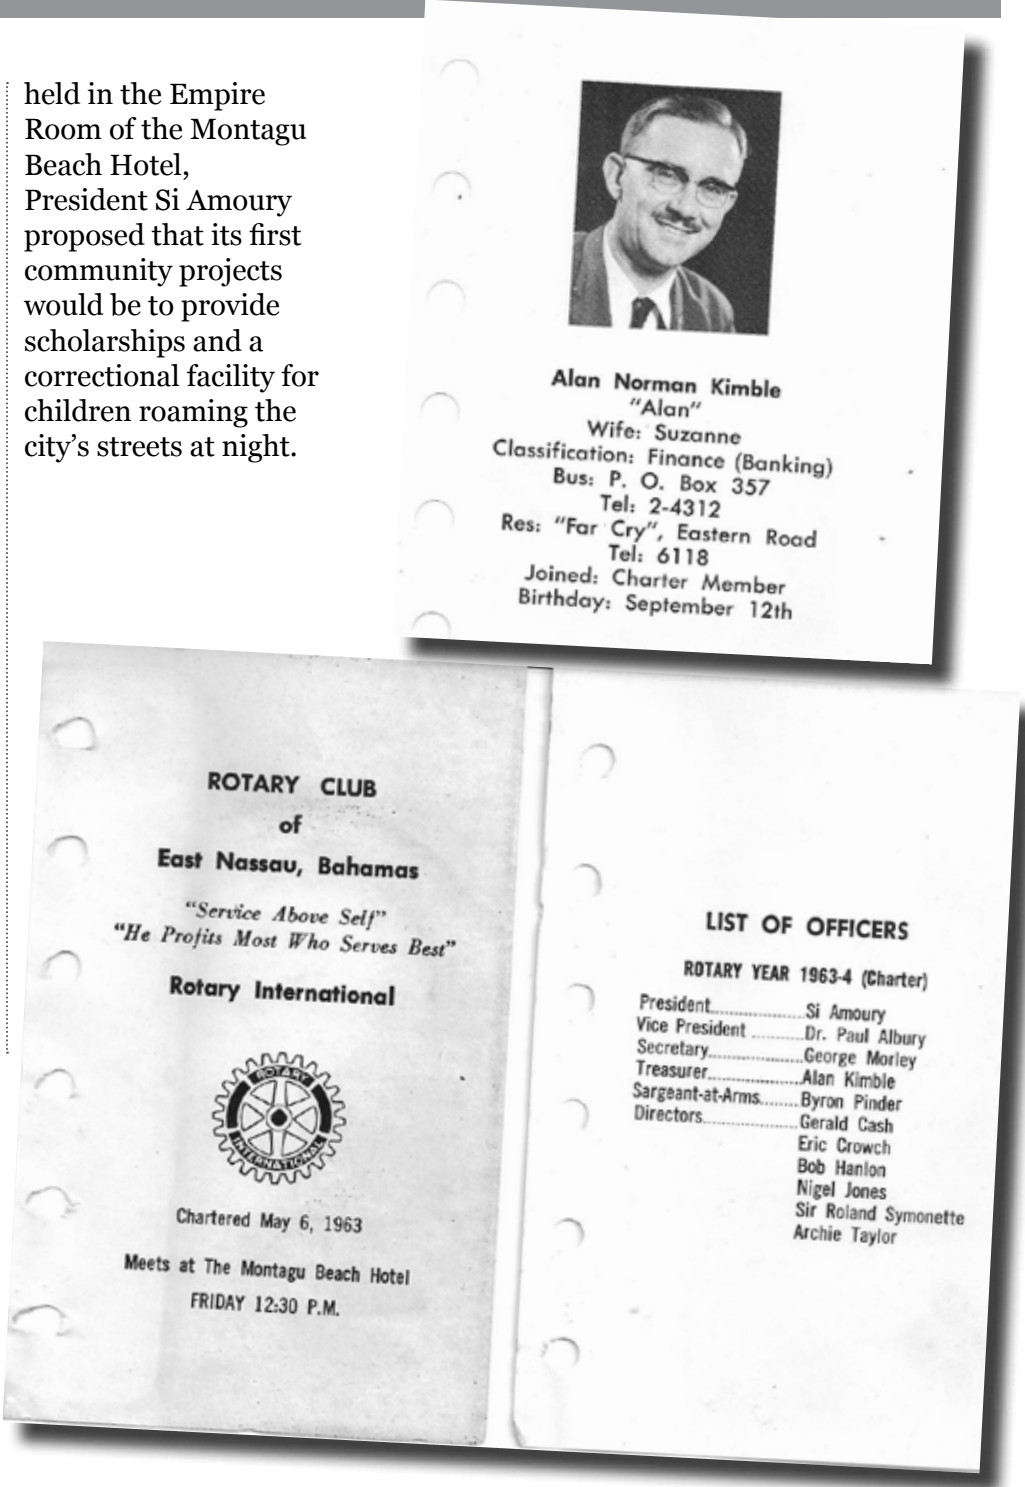 held in the Empire
Room of the Montagu
Beach Hotel,
President Si Amoury
proposed that its first
community projects
would be to provide
scholarships and a
correctional facility for
children roaming the
city’s streets at night.
Alan Norman Kimble
"Alan"
Wife: Suzanne
Classification: Finance (Banking)
Bus: P. O. Box 357
Tel: 2-4312
Res: "Far Cry", Eastern Road
Tel: 6118
Joined: Charter Member
Birthday: September 12th
ROTARY CLUB
of
East Nassau, Bahamas
"Service Above Self"
"He Profits Most Who Serves Best"
Rotary International
ROTARY
INTERNATIONAL
Chartered May 6, 1963
Meets at The Montagu Beach Hotel
FRIDAY 12:30 P.M.
LIST OF OFFICERS
ROTARY YEAR 1963-4 (Charter)
President....................Si Amoury
Vice President ...........Dr. Paul Albury
Secretary....................George Morley
Treasurer....................Alan Kimble
Sargeant-at-Arms........Byron Pinder
Directors....................Gerald Cash
Eric Crowch
Bob Hanlon
Nigel Jones
Sir Roland Symonette
Archie Taylor